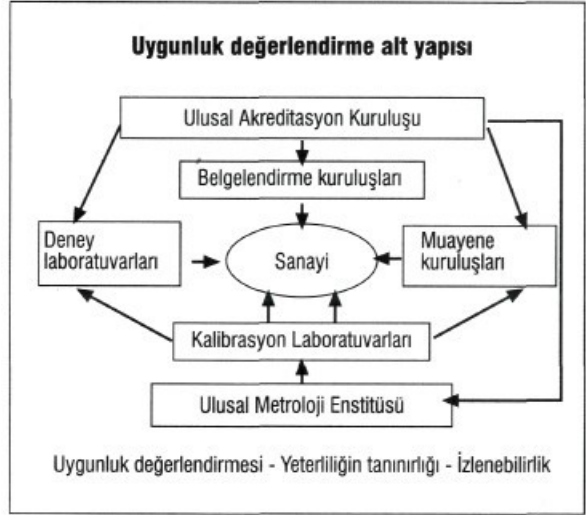 Uygunluk değerlendirme alt yapısı
Ulusal Akreditasyon Kuruluşu
Belgelendirme kuruluşları
Deney
laboratuvarları
Sanayi
Muayene
kuruluşları
Kalibrasyon Laboratuvarları
Ulusal Metroloji Enstitüsü
Uygunluk değerlendirmesi - Yeterliliğin tanınırlığı - İzlenebilirlik